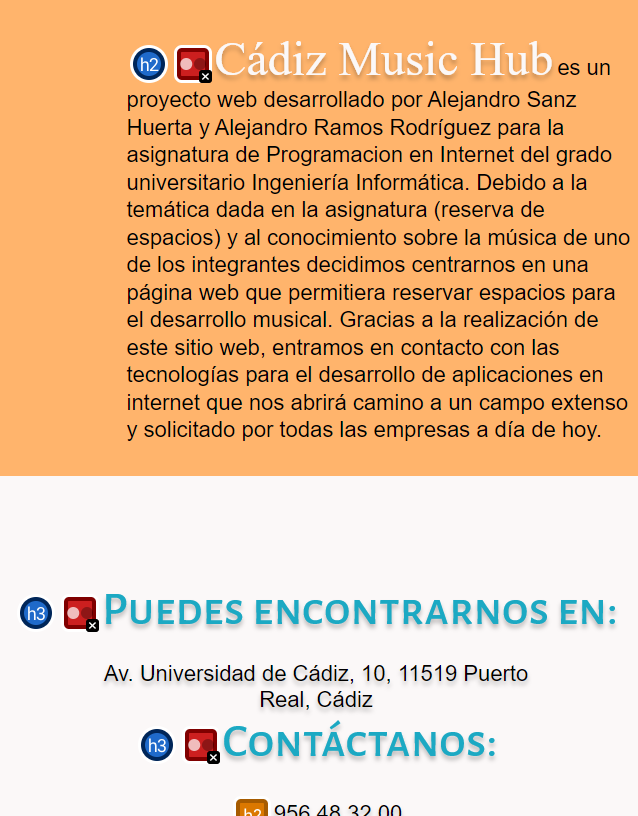 h2 Cádiz Music Hub es un
proyecto web desarrollado por Alejandro Sanz
Huerta y Alejandro Ramos Rodríguez para la
asignatura de Programacion en Internet del grado
universitario Ingeniería Informática. Debido a la
temática dada en la asignatura (reserva de
espacios) y al conocimiento sobre la música de uno
de los integrantes decidimos centrarnos en una
página web que permitiera reservar espacios para
el desarrollo musical. Gracias a la realización de
este sitio web, entramos en contacto con las
tecnologías para el desarrollo de aplicaciones en
internet que nos abrirá camino a un campo extenso
y solicitado por todas las empresas a día de hoy.
h3 Puedes encontrarnos en:
Av. Universidad de Cádiz, 10, 11519 Puerto
Real, Cádiz
h3 Contáctanos:
h2 956 48 32 00